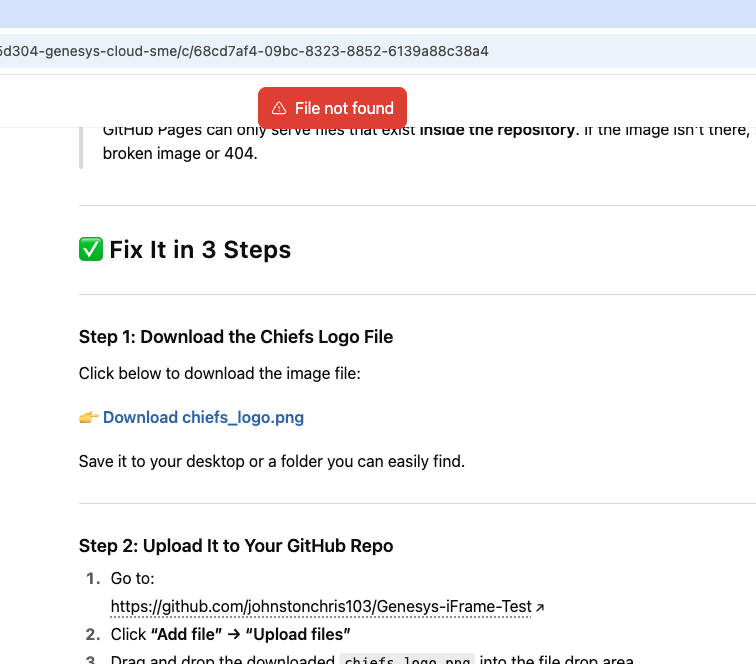 5d304-genesys-cloud-sme/c/68cd7af4-09bc-8323-8852-6139a88c38a4
File not found
GitHub Pages can only serve files that exist inside the repository. If the image isn't there,
broken image or 404.
✅ Fix It in 3 Steps
Step 1: Download the Chiefs Logo File
Click below to download the image file:
👉 Download chiefs_logo.png
Save it to your desktop or a folder you can easily find.
Step 2: Upload It to Your GitHub Repo
1. Go to:
https://github.com/johnstonchris103/Genesys-iFrame-Test ↗
2. Click “Add file” → “Upload files”
3. Drag and drop the downloaded chiefs_logo.png into the file drop area